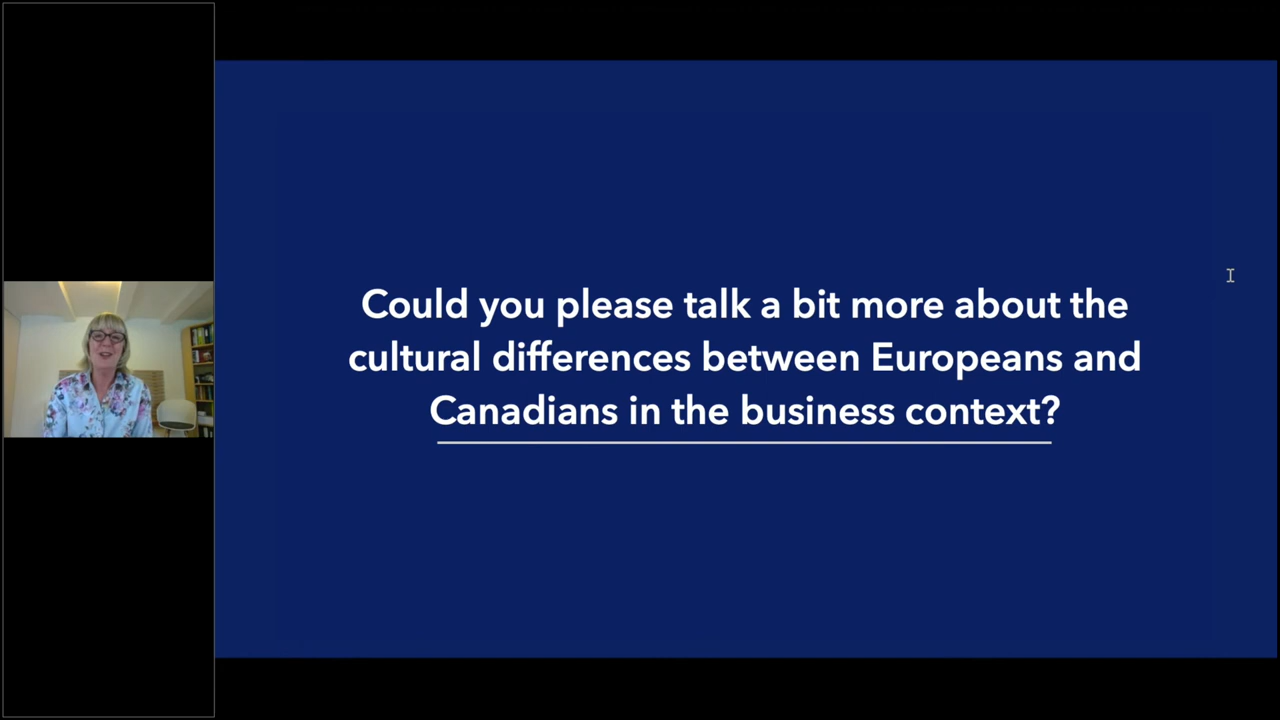 Could you please talk a bit more about the
cultural differences between Europeans and
Canadians in the business context?